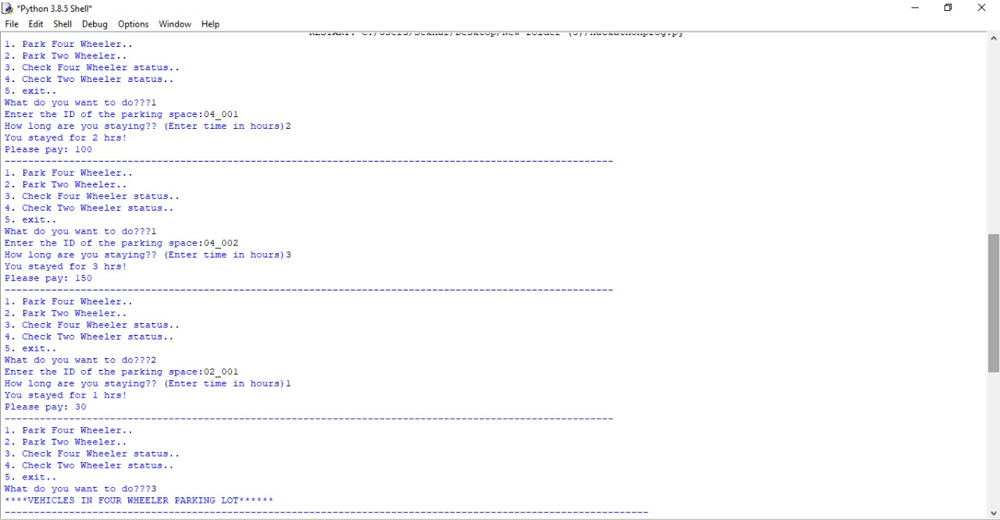 *Python 3.8.5 Shell*
File Edit Shell Debug Options Window Help
RESTART: C:/Users/Sekhar/Desktop/New folder (3)/hackathonprog.py
1. Park Four Wheeler..
2. Park Two Wheeler..
3. Check Four Wheeler status..
4. Check Two Wheeler status..
5. exit..
What do you want to do???1
Enter the ID of the parking space:04_001
How long are you staying?? (Enter time in hours)2
You stayed for 2 hrs!
Please pay: 100
--------------------------------------------------------------------------------------------------------
1. Park Four Wheeler..
2. Park Two Wheeler..
3. Check Four Wheeler status..
4. Check Two Wheeler status..
5. exit..
What do you want to do???1
Enter the ID of the parking space:04_002
How long are you staying?? (Enter time in hours)3
You stayed for 3 hrs!
Please pay: 150
--------------------------------------------------------------------------------------------------------
1. Park Four Wheeler..
2. Park Two Wheeler..
3. Check Four Wheeler status..
4. Check Two Wheeler status..
5. exit..
What do you want to do???2
Enter the ID of the parking space:02_001
How long are you staying?? (Enter time in hours)1
You stayed for 1 hrs!
Please pay: 30
--------------------------------------------------------------------------------------------------------
1. Park Four Wheeler..
2. Park Two Wheeler..
3. Check Four Wheeler status..
4. Check Two Wheeler status..
5. exit..
What do you want to do???3
****VEHICLES IN FOUR WHEELER PARKING LOT******
--------------------------------------------------------------------------------------------------------------